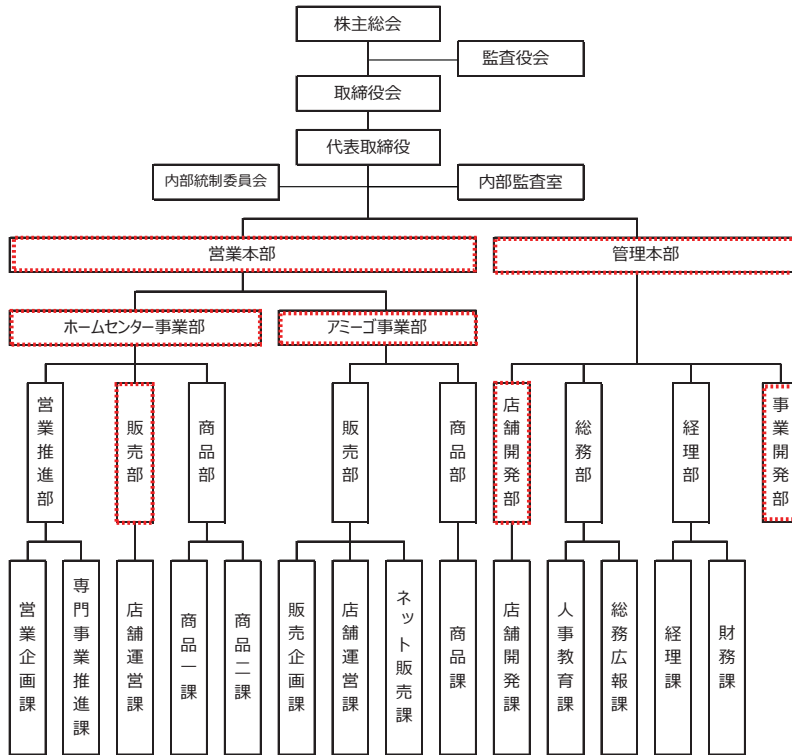 株主総会
監査役会
取締役会
代表取締役
内部統制委員会
内部監査室
営業本部
管理本部
ホームセンター事業部
アミーゴ事業部
営業推進部
販売部
商品部
販売部
商品部
店舗開発部
総務部
経理部
事業開発部
営業企画課
専門事業推進課
店舗運営課
商品一課
商品二課
販売企画課
店舗運営課
ネット販売課
商品課
店舗開発課
人事教育課
総務広報課
経理課
財務課